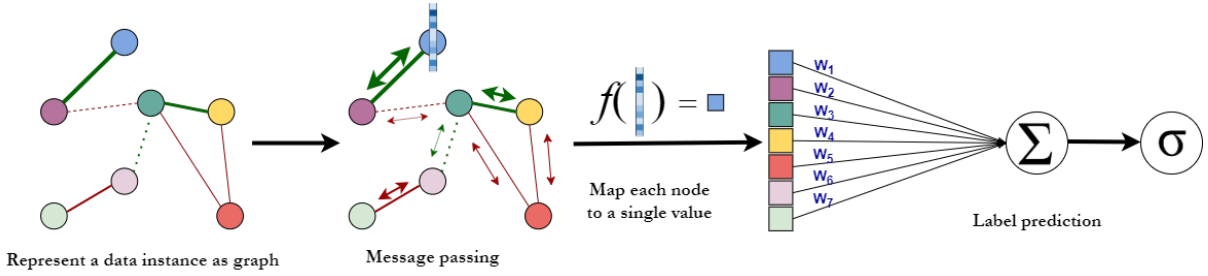 f( ) =
w1
w2
w3
w4
w5
w6
w7
Σ
σ
Map each node
to a single value
Label prediction
Represent a data instance as graph
Message passing